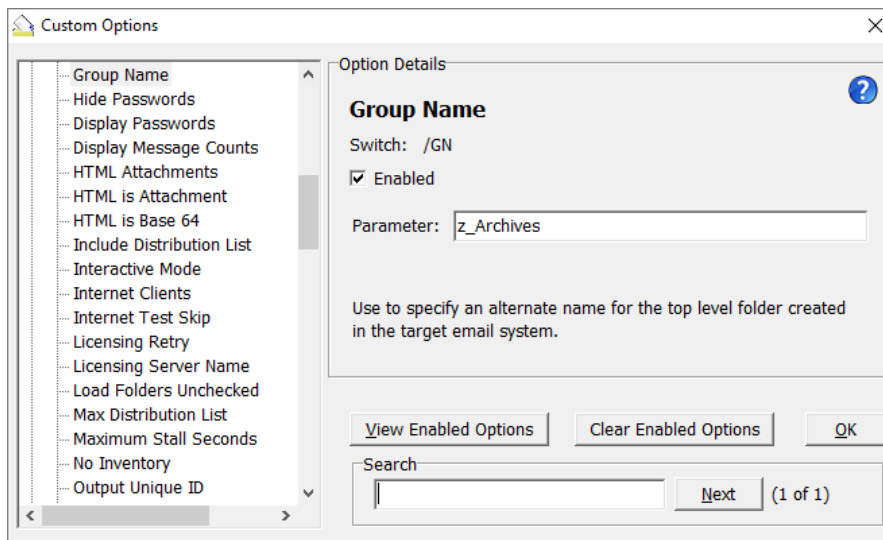 Custom Options
Group Name
Hide Passwords
Display Passwords
Display Message Counts
HTML Attachments
HTML is Attachment
HTML is Base 64
Include Distribution List
Interactive Mode
Internet Clients
Internet Test Skip
Licensing Retry
Licensing Server Name
Load Folders Unchecked
Max Distribution List
Maximum Stall Seconds
No Inventory
Output Unique ID
Option Details
Group Name
Switch: /GN
Enabled
Parameter: z_Archives
Use to specify an alternate name for the top level folder created
in the target email system.
View Enabled Options Clear Enabled Options OK
Search
Next (1 of 1)